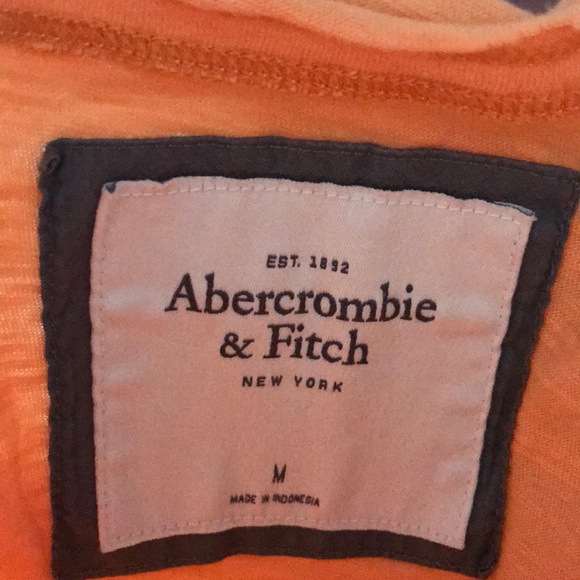 EST. 1892
Abercrombie
& Fitch
NEW YORK
M
MADE IN INDONESIA